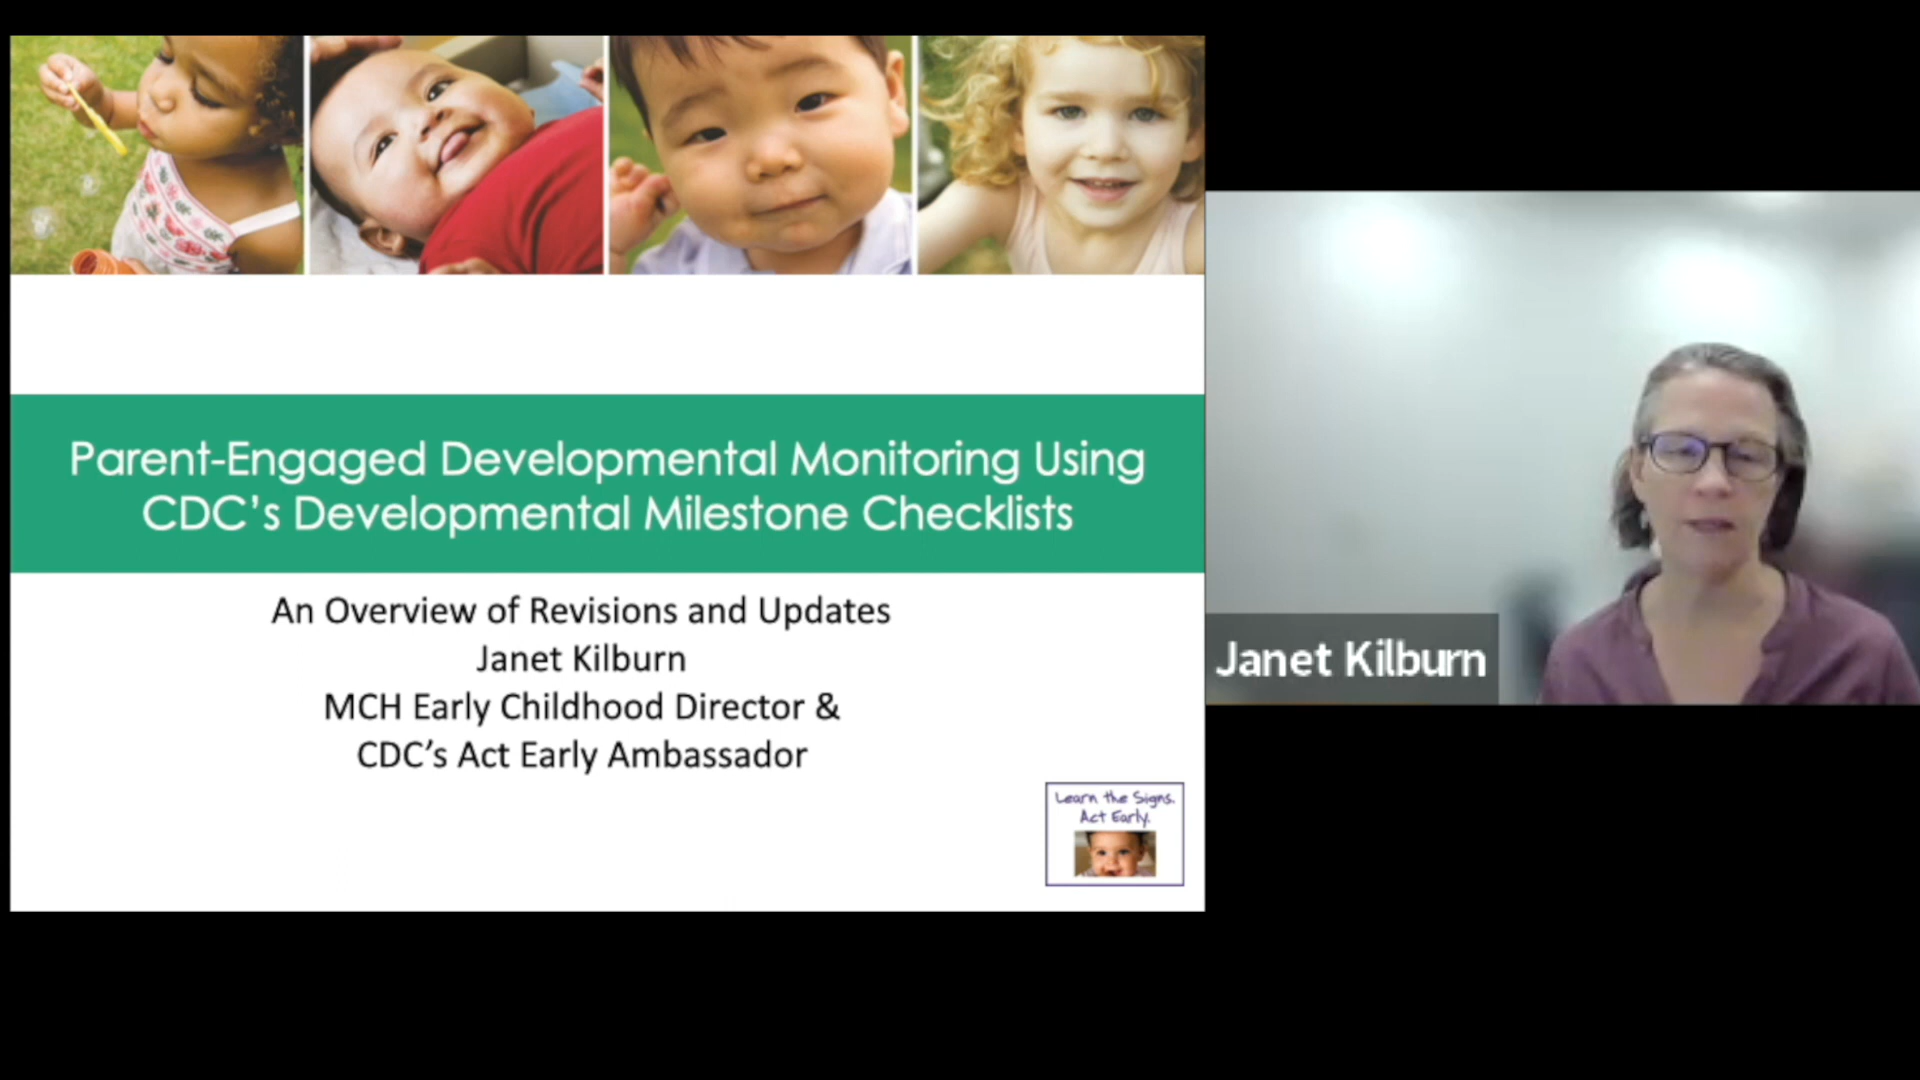 Parent-Engaged Developmental Monitoring Using
CDC’s Developmental Milestone Checklists
An Overview of Revisions and Updates
Janet Kilburn
MCH Early Childhood Director &
CDC’s Act Early Ambassador
Learn the Signs.
Act Early.
Janet Kilburn